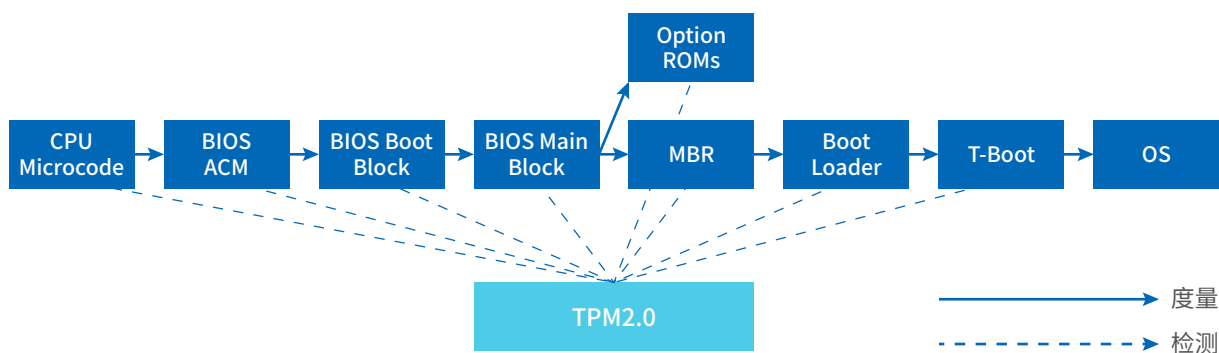 Option
ROMs
CPU
Microcode
BIOS
ACM
BIOS Boot
Block
BIOS Main
Block
MBR
Boot
Loader
T-Boot
OS
TPM2.0
度量
检测